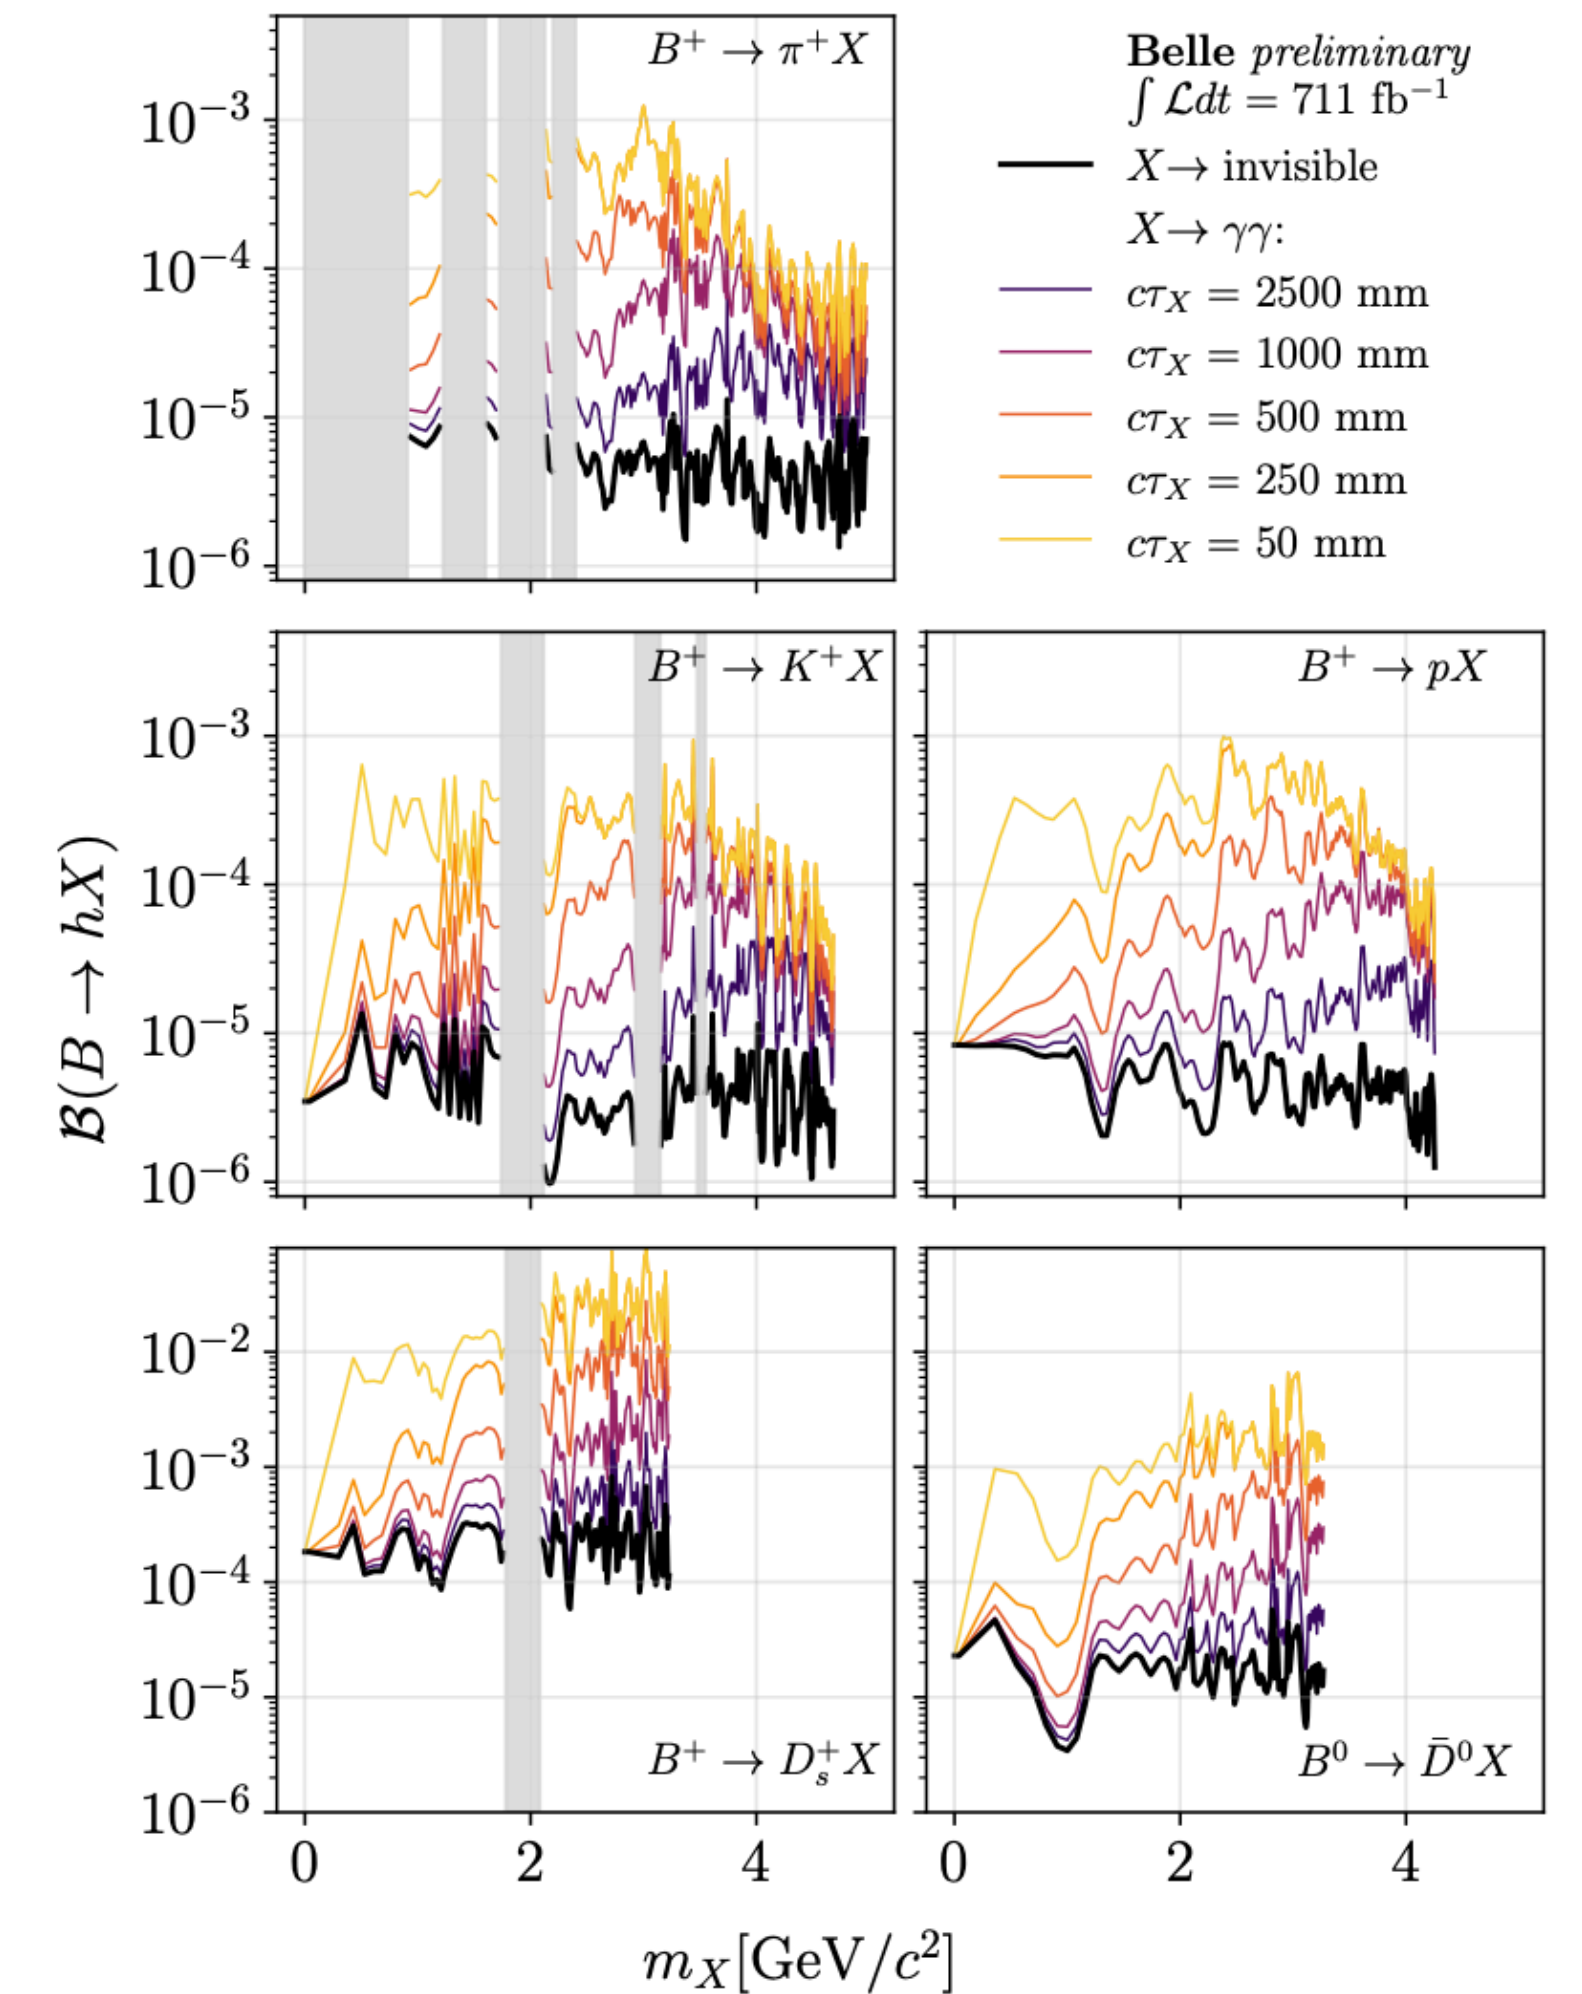 B⁺ → π⁺X
Belle preliminary
∫ ℒdt = 711 fb⁻¹
X→ invisible
X→ γγ:
cτ_X = 2500 mm
cτ_X = 1000 mm
cτ_X = 500 mm
cτ_X = 250 mm
cτ_X = 50 mm
10⁻³
10⁻⁴
10⁻⁵
10⁻⁶
B⁺ → K⁺X
B⁺ → pX
10⁻³
10⁻⁴
10⁻⁵
10⁻⁶
ℬ(B → hX)
10⁻²
10⁻³
10⁻⁴
10⁻⁵
10⁻⁶
B⁺ → D_s⁺X
B⁰ → D̄⁰X
0 2 4
0 2 4
m_X[GeV/c²]